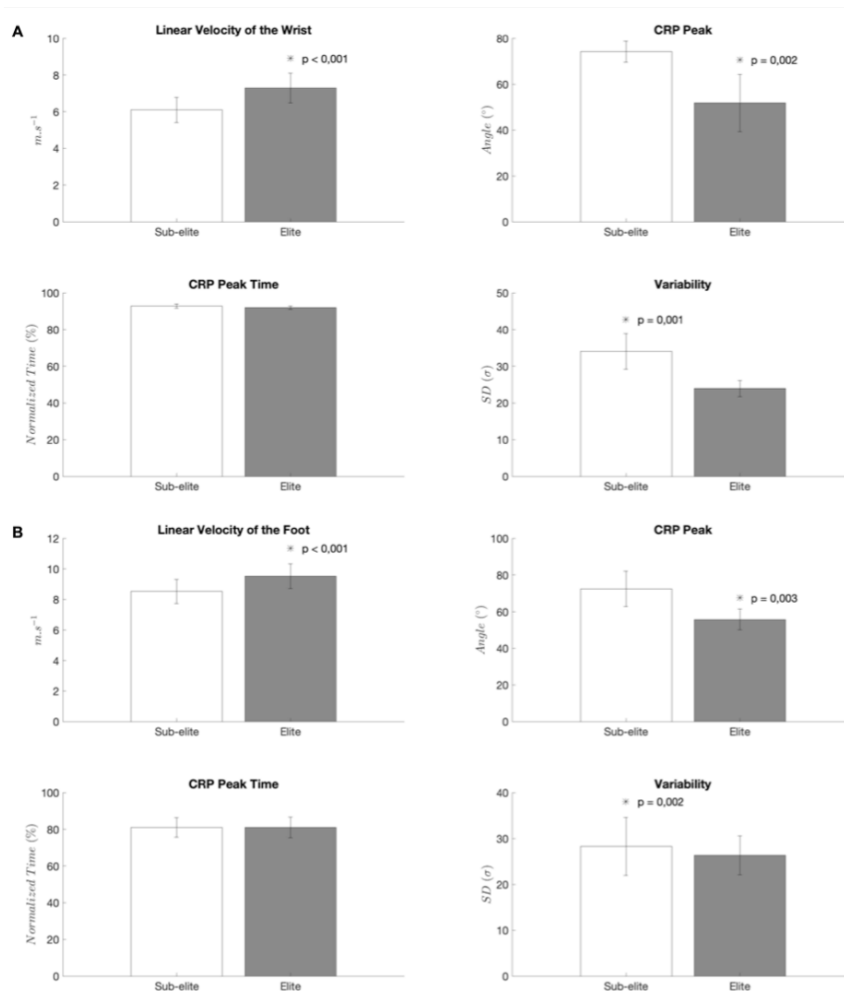 A
Linear Velocity of the Wrist
10
8
6
4
2
0
m.s⁻¹
✳ p < 0,001
Sub-elite
Elite
CRP Peak
80
60
40
20
0
Angle (°)
✳ p = 0,002
Sub-elite
Elite
CRP Peak Time
100
80
60
40
20
0
Normalized Time (%)
Sub-elite
Elite
Variability
50
40
30
20
10
0
SD (σ)
✳ p = 0,001
Sub-elite
Elite
B
Linear Velocity of the Foot
12
10
8
6
4
2
0
m.s⁻¹
✳ p < 0,001
Sub-elite
Elite
CRP Peak
100
80
60
40
20
0
Angle (°)
✳ p = 0,003
Sub-elite
Elite
CRP Peak Time
100
80
60
40
20
0
Normalized Time (%)
Sub-elite
Elite
Variability
40
30
20
10
0
SD (σ)
✳ p = 0,002
Sub-elite
Elite